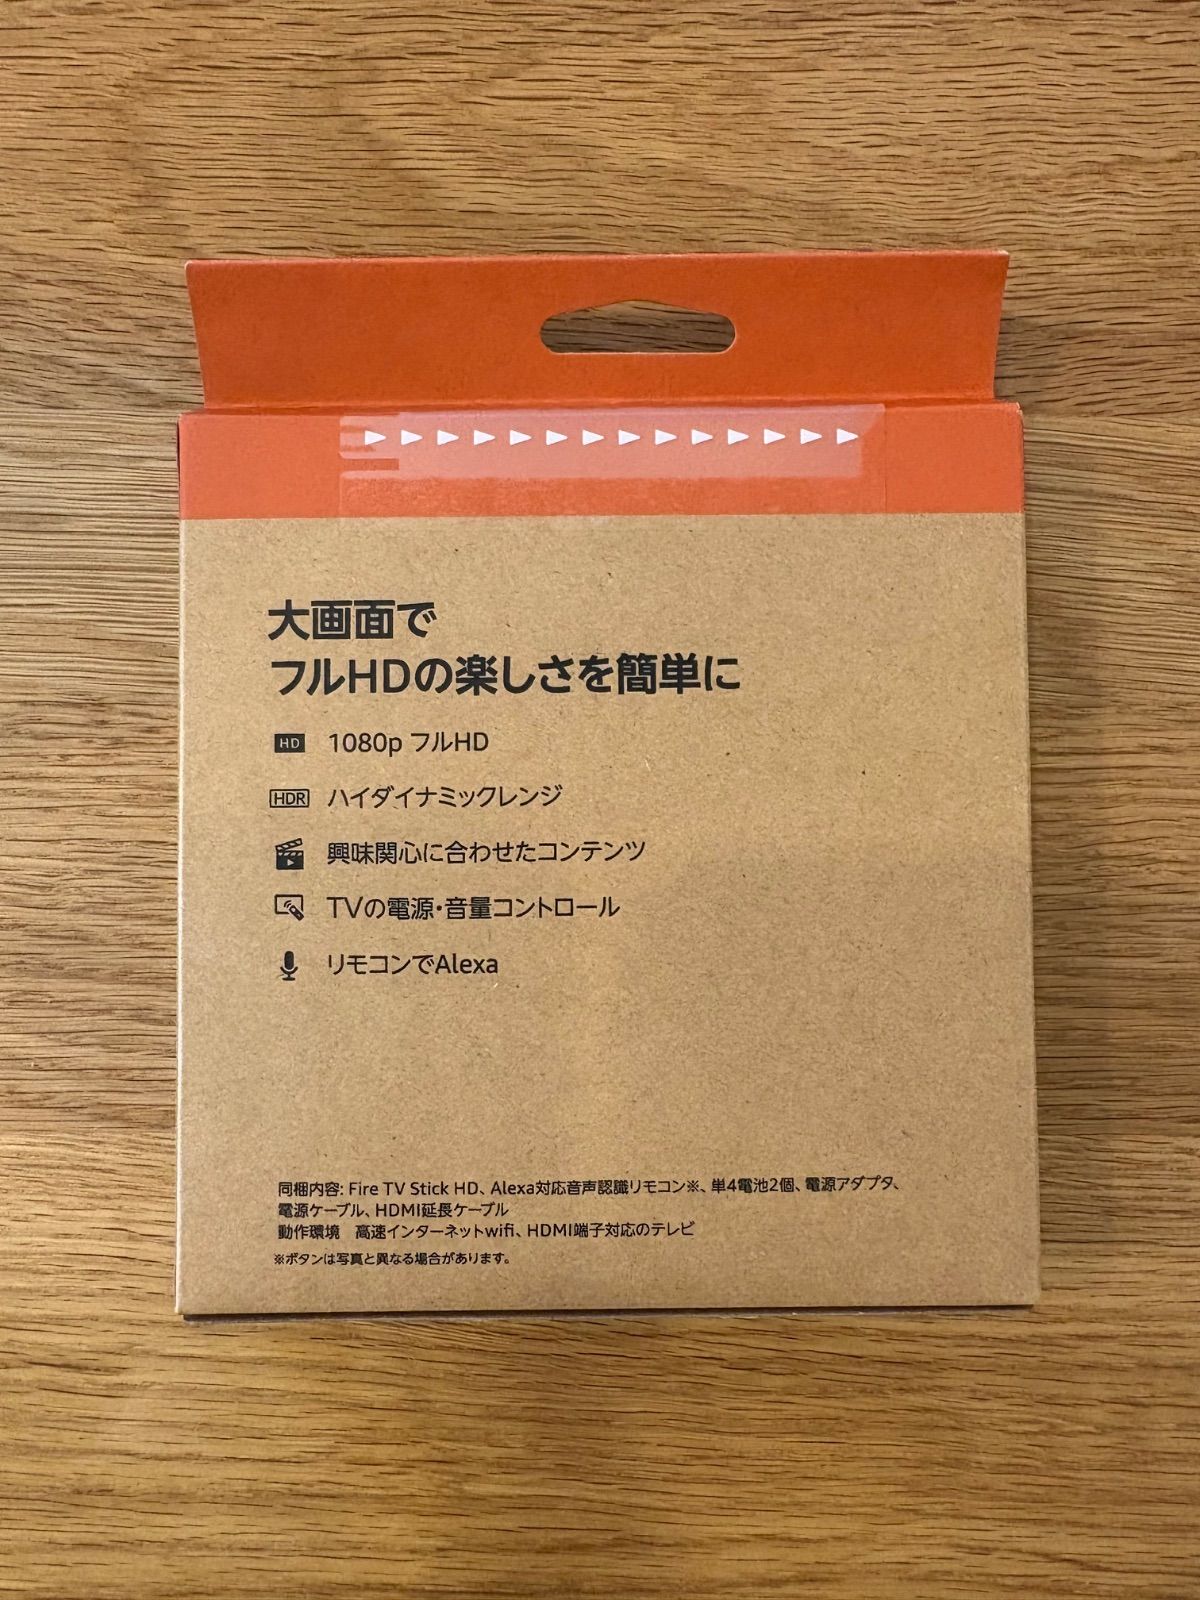 大画面で
フルHDの楽しさを簡単に
HD 1080p フルHD
HDR ハイダイナミックレンジ
興味関心に合わせたコンテンツ
TVの電源・音量コントロール
リモコンでAlexa
同梱内容: Fire TV Stick HD、Alexa対応音声認識リモコン※、単4電池2個、電源アダプタ、
電源ケーブル、HDMI延長ケーブル
動作環境　高速インターネットwifi、HDMI端子対応のテレビ
※ボタンは写真と異なる場合があります。